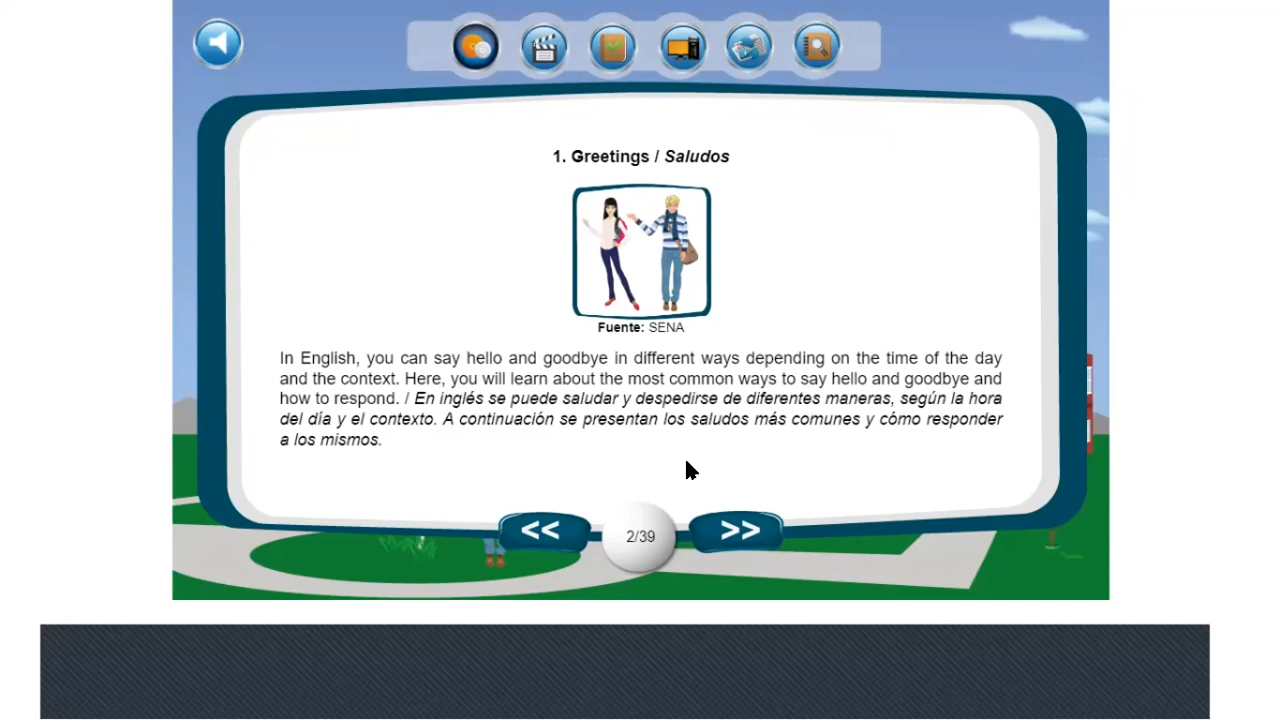 1. Greetings / Saludos
Fuente: SENA
In English, you can say hello and goodbye in different ways depending on the time of the day
and the context. Here, you will learn about the most common ways to say hello and goodbye and
how to respond. / En inglés se puede saludar y despedirse de diferentes maneras, según la hora
del día y el contexto. A continuación se presentan los saludos más comunes y cómo responder
a los mismos.
<< 2/39 >>